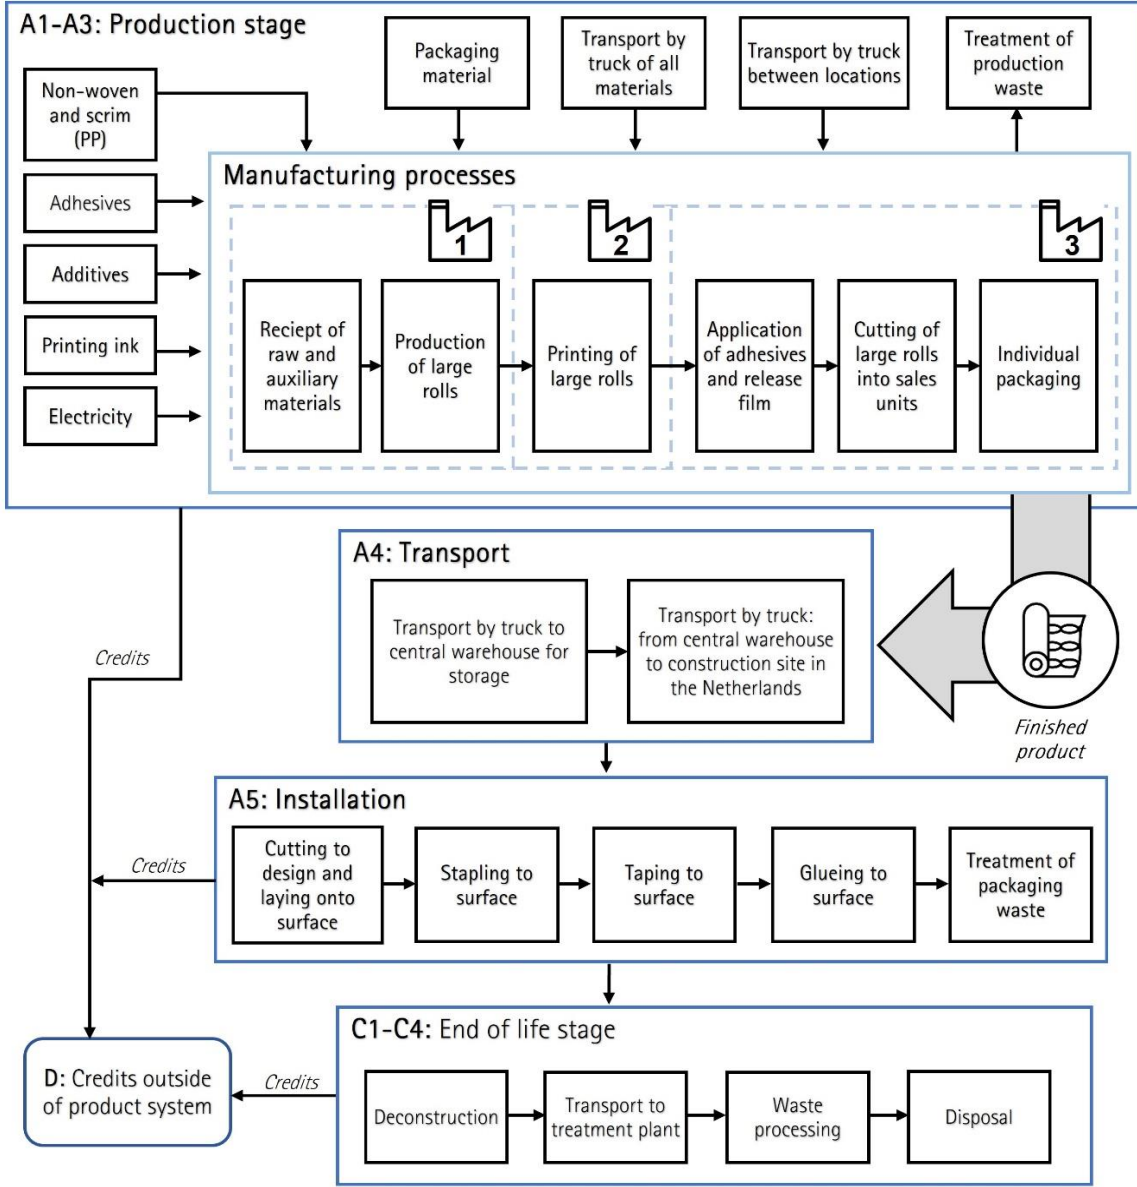 A1-A3: Production stage
Non-woven
and scrim
(PP)
Packaging
material
Transport by
truck of all
materials
Transport by truck
between locations
Treatment of
production
waste
Adhesives
Additives
Printing ink
Electricity
Manufacturing processes
1
2
3
Reciept of
raw and
auxiliary
materials
Production
of large
rolls
Printing of
large rolls
Application
of adhesives
and release
film
Cutting of
large rolls
into sales
units
Individual
packaging
A4: Transport
Transport by truck to
central warehouse for
storage
Transport by truck:
from central warehouse
to construction site in
the Netherlands
Finished
product
Credits
A5: Installation
Cutting to
design and
laying onto
surface
Stapling to
surface
Taping to
surface
Glueing to
surface
Treatment of
packaging
waste
Credits
C1-C4: End of life stage
Deconstruction
Transport to
treatment plant
Waste
processing
Disposal
Credits
D: Credits outside
of product system